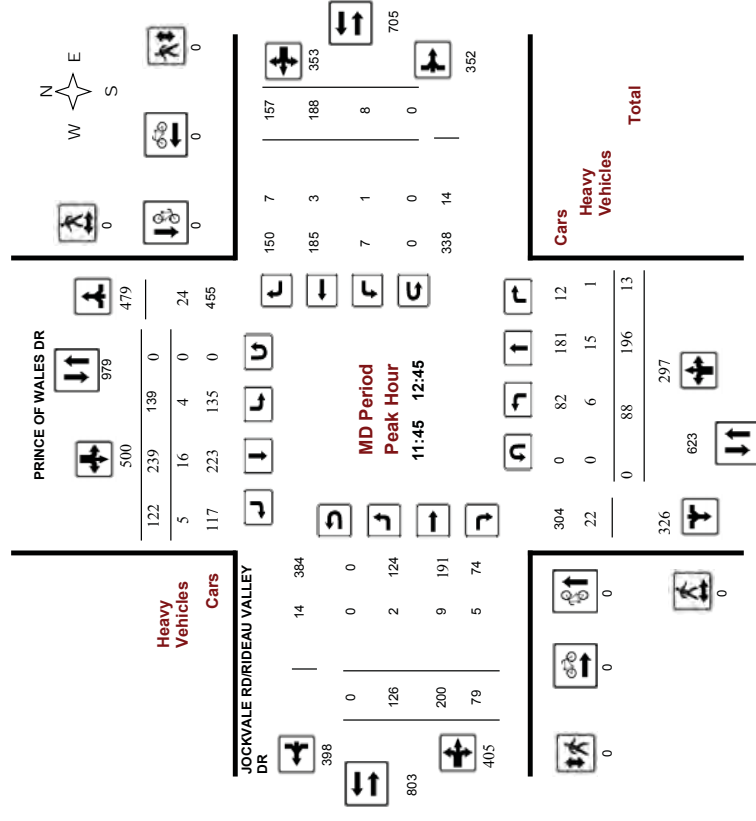 N
W E
S
0
0
0
0
0
PRINCE OF WALES DR
979
500
479
122 239 139 0
5 16 4 0 24
117 223 135 0 455
Heavy
Vehicles
Cars
705
353
352
150 7 157
185 3 188
7 1 8
0 0 0
338 14
MD Period
Peak Hour
11:45 12:45
JOCKVALE RD/RIDEAU VALLEY
DR
398
14 384
803
405
0 0 0
126 2 124
200 9 191
79 5 74
Cars
Heavy
Vehicles
Total
304 0 82 181 12
22 0 6 15 1
0 88 196 13
326
623
297
0
0
0
0